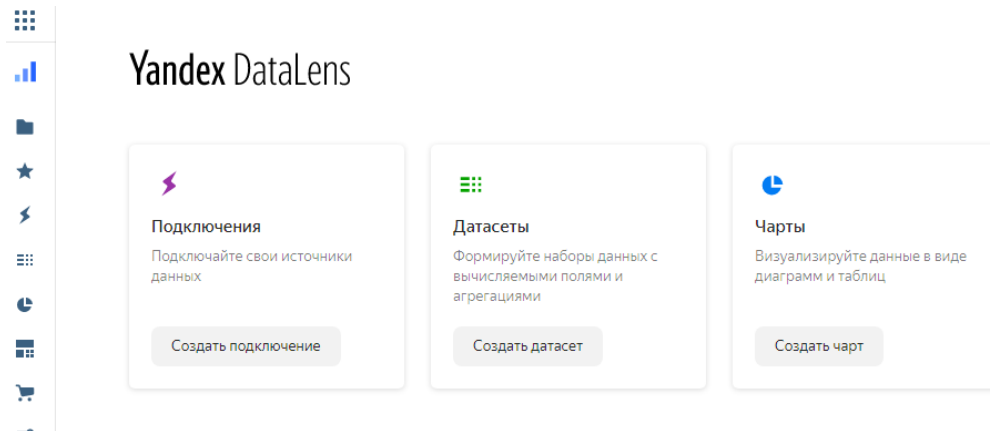 Yandex DataLens
Подключения
Подключайте свои источники
данных
Создать подключение
Датасеты
Формируйте наборы данных с
вычисляемыми полями и
агрегациями
Создать датасет
Чарты
Визуализируйте данные в виде
диаграмм и таблиц
Создать чарт